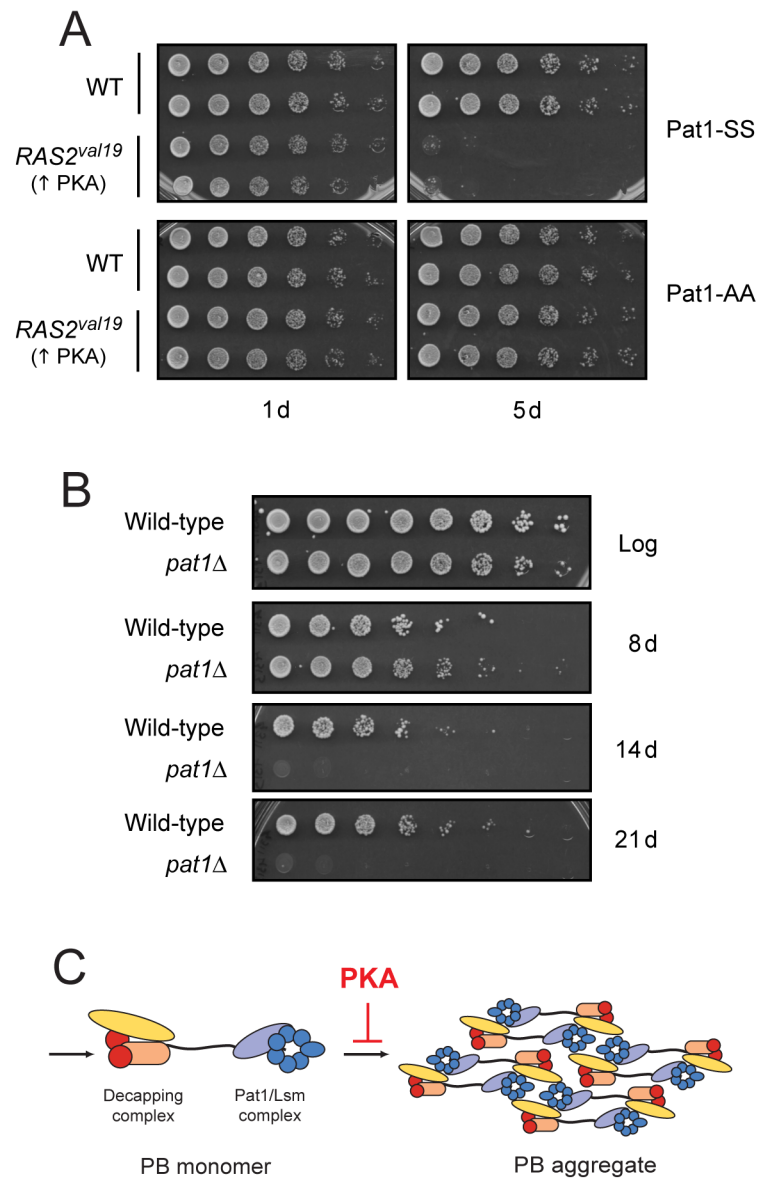 A
WT
RAS2val19
(↑ PKA)
Pat1-SS
WT
RAS2val19
(↑ PKA)
Pat1-AA
1 d
5 d
B
Wild-type
pat1Δ
Log
Wild-type
pat1Δ
8 d
Wild-type
pat1Δ
14 d
Wild-type
pat1Δ
21 d
C
PKA
Decapping
complex
Pat1/Lsm
complex
PB monomer
PB aggregate